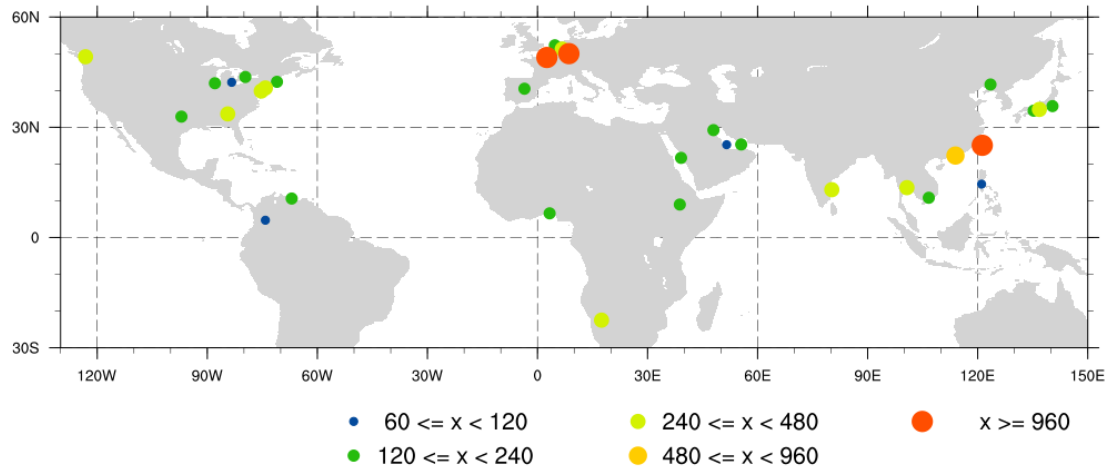 60N
30N
0
30S
120W 90W 60W 30W 0 30E 60E 90E 120E 150E
60 <= x < 120 240 <= x < 480 x >= 960
120 <= x < 240 480 <= x < 960